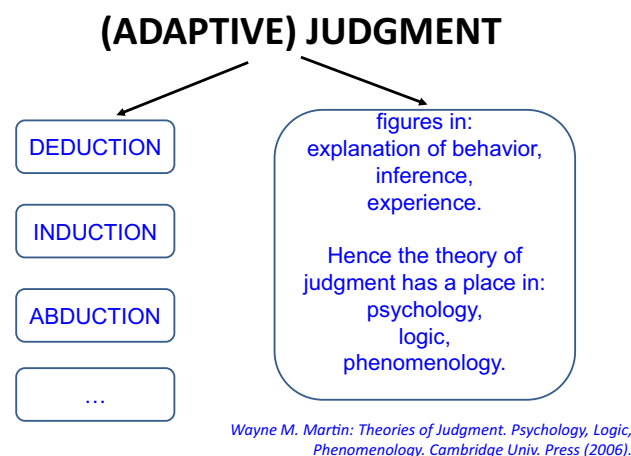 (ADAPTIVE) JUDGMENT
DEDUCTION
INDUCTION
ABDUCTION
…
figures in:
explanation of behavior,
inference,
experience.
Hence the theory of
judgment has a place in:
psychology,
logic,
phenomenology.
Wayne M. Martin: Theories of Judgment. Psychology, Logic,
Phenomenology. Cambridge Univ. Press (2006).